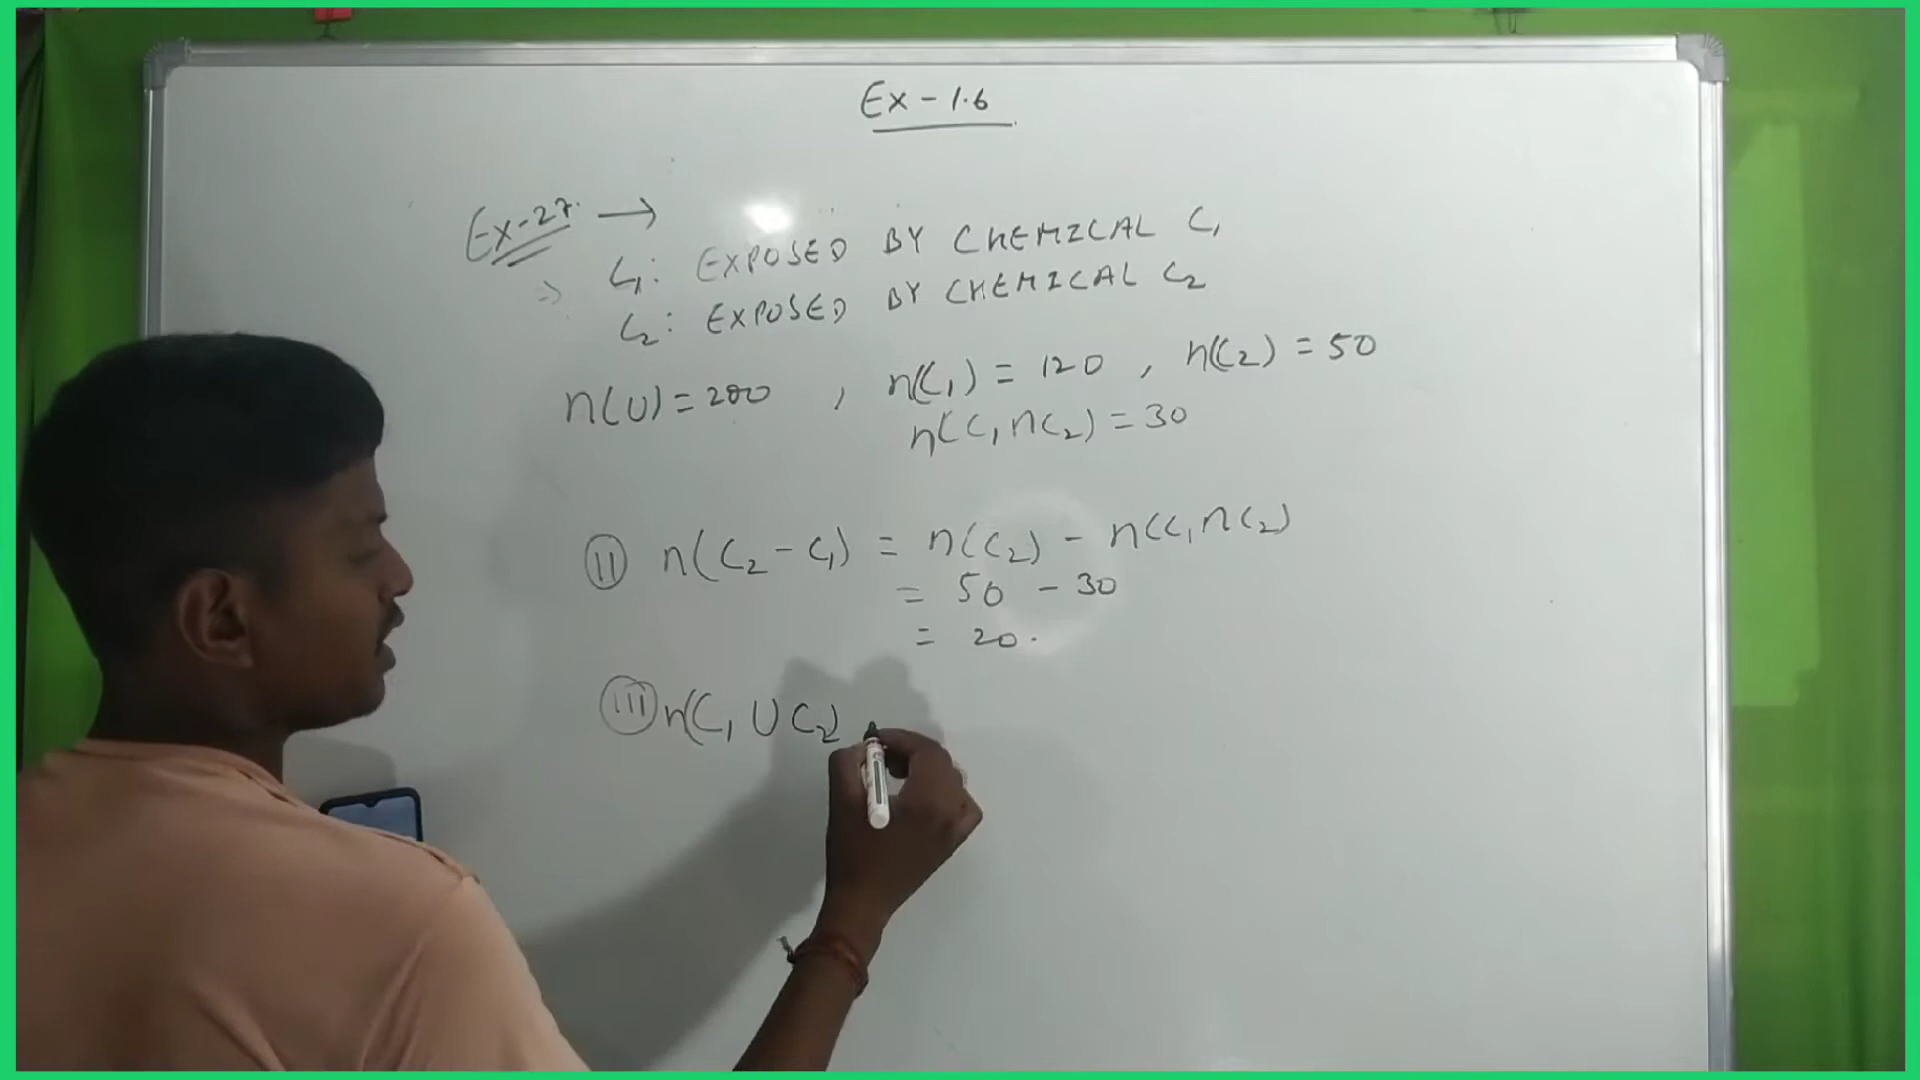 Ex - 1.6
Ex-27. →
⇒ C₁: EXPOSED BY CHEMICAL C₁
C₂: EXPOSED BY CHEMICAL C₂
n(U) = 200 , n(C₁) = 120 , n(C₂) = 50
n(C₁∩C₂) = 30
(II) n(C₂ - C₁) = n(C₂) - n(C₁∩C₂)
= 50 - 30
= 20.
(III) n(C₁ ∪ C₂)